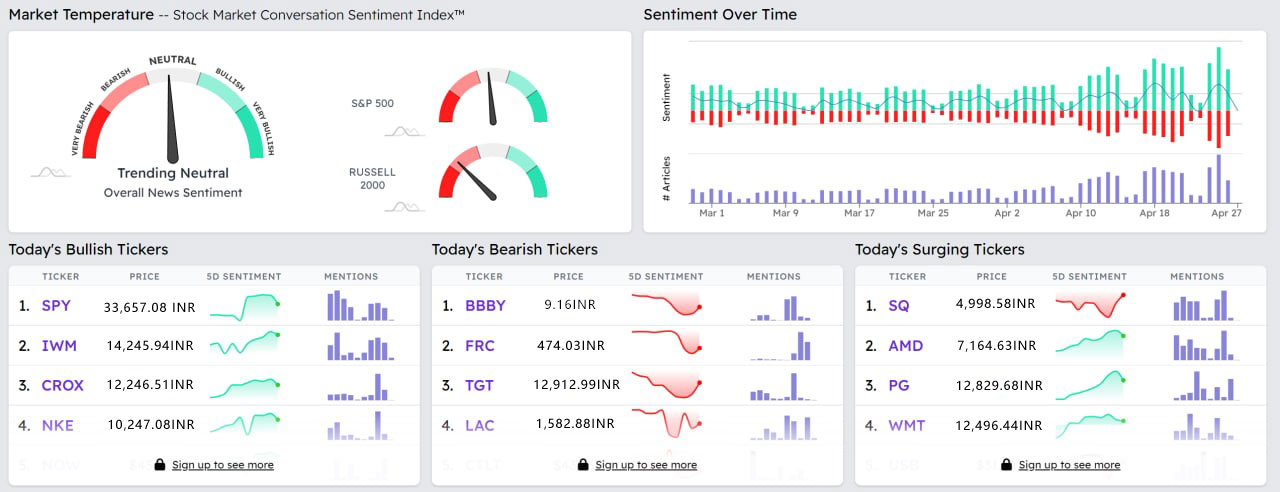 Market Temperature -- Stock Market Conversation Sentiment Index™
NEUTRAL
BEARISH
BULLISH
VERY BEARISH
VERY BULLISH
Trending Neutral
Overall News Sentiment
S&P 500
RUSSELL
2000
Sentiment Over Time
Sentiment
# Articles
Mar 1 Mar 9 Mar 17 Mar 25 Apr 2 Apr 10 Apr 18 Apr 27
Today's Bullish Tickers
TICKER PRICE 5D SENTIMENT MENTIONS
1. SPY 33,657.08 INR
2. IWM 14,245.94INR
3. CROX 12,246.51INR
4. NKE 10,247.08INR
5. NOW
Sign up to see more
Today's Bearish Tickers
TICKER PRICE 5D SENTIMENT MENTIONS
1. BBBY 9.16INR
2. FRC 474.03INR
3. TGT 12,912.99INR
4. LAC 1,582.88INR
5. CTLT
Sign up to see more
Today's Surging Tickers
TICKER PRICE 5D SENTIMENT MENTIONS
1. SQ 4,998.58INR
2. AMD 7,164.63INR
3. PG 12,829.68INR
4. WMT 12,496.44INR
5. USB
Sign up to see more